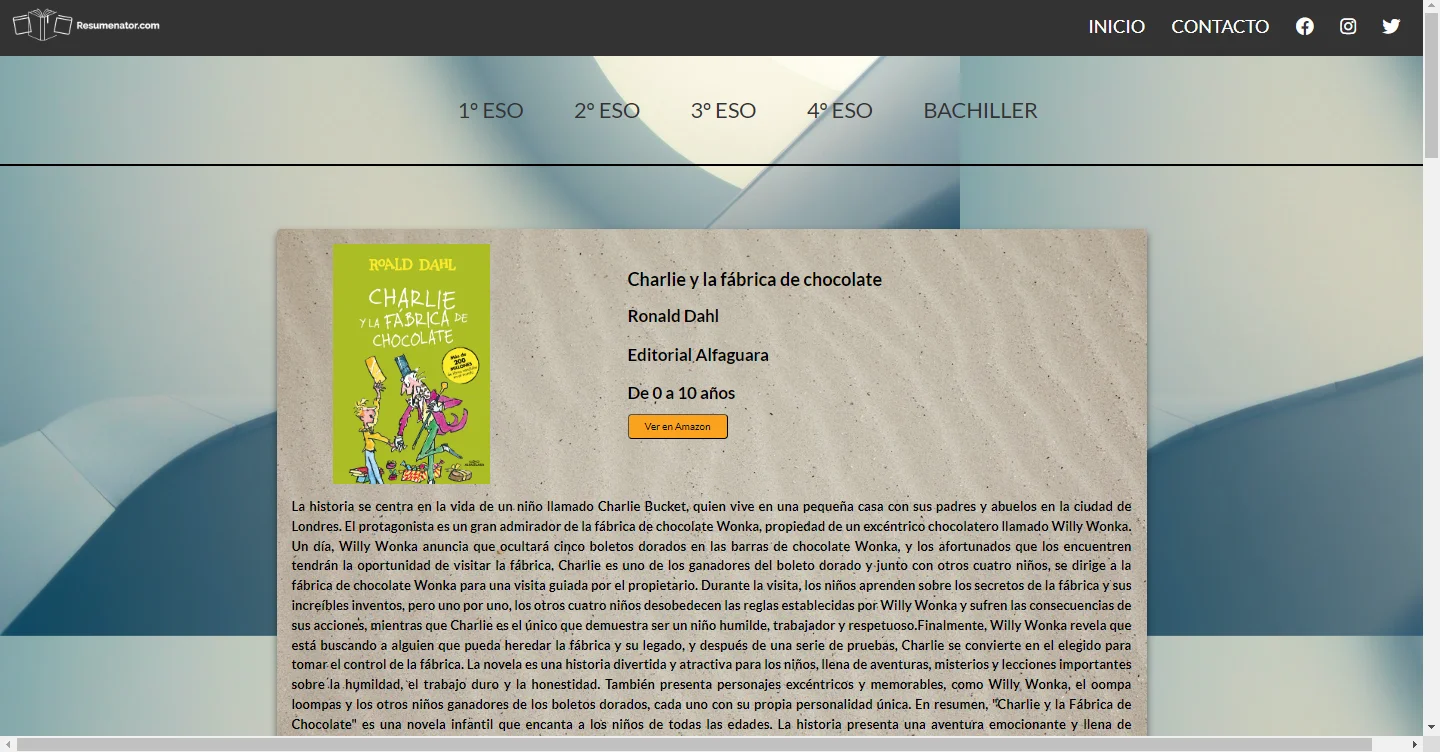 Resumenator.com
INICIO CONTACTO
1º ESO 2º ESO 3º ESO 4º ESO BACHILLER
ROALD DAHL
CHARLIE
Y LA FÁBRICA DE
CHOCOLATE
Más de
200
MILLONES
Charlie y la fábrica de chocolate
Ronald Dahl
Editorial Alfaguara
De 0 a 10 años
Ver en Amazon
La historia se centra en la vida de un niño llamado Charlie Bucket, quien vive en una pequeña casa con sus padres y abuelos en la ciudad de
Londres. El protagonista es un gran admirador de la fábrica de chocolate Wonka, propiedad de un excéntrico chocolatero llamado Willy Wonka.
Un día, Willy Wonka anuncia que ocultará cinco boletos dorados en las barras de chocolate Wonka, y los afortunados que los encuentren
tendrán la oportunidad de visitar la fábrica, Charlie es uno de los ganadores del boleto dorado y junto con otros cuatro niños, se dirige a la
fábrica de chocolate Wonka para una visita guiada por el propietario. Durante la visita, los niños aprenden sobre los secretos de la fábrica y sus
increíbles inventos, pero uno por uno, los otros cuatro niños desobedecen las reglas establecidas por Willy Wonka y sufren las consecuencias de
sus acciones, mientras que Charlie es el único que demuestra ser un niño humilde, trabajador y respetuoso.Finalmente, Willy Wonka revela que
está buscando a alguien que pueda heredar la fábrica y su legado, y después de una serie de pruebas, Charlie se convierte en el elegido para
tomar el control de la fábrica. La novela es una historia divertida y atractiva para los niños, llena de aventuras, misterios y lecciones importantes
sobre la humildad, el trabajo duro y la honestidad. También presenta personajes excéntricos y memorables, como Willy Wonka, el oompa
loompas y los otros niños ganadores de los boletos dorados, cada uno con su propia personalidad única. En resumen, "Charlie y la Fábrica de
Chocolate" es una novela infantil que encanta a los niños de todas las edades. La historia presenta una aventura emocionante y llena de